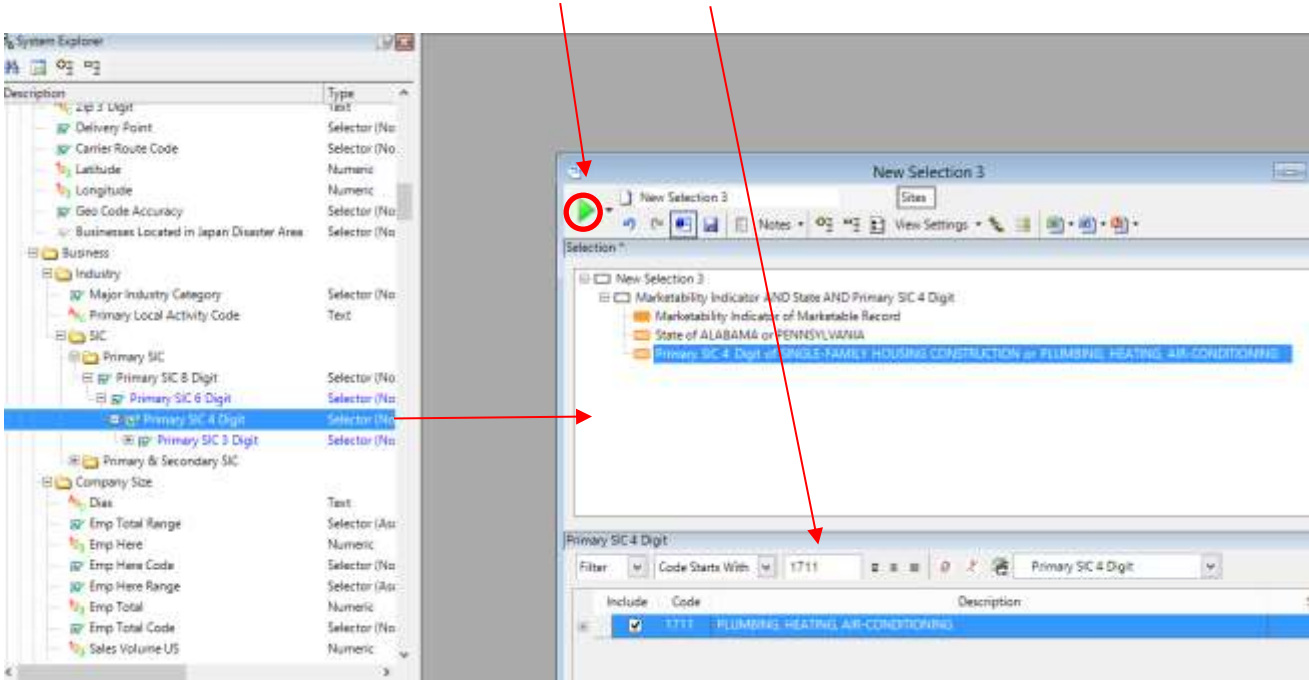 System Explorer
Description Type
Zip 3 Digit Text
Delivery Point Selector (No
Carrier Route Code Selector (No
Latitude Numeric
Longitude Numeric
Geo Code Accuracy Selector (No
Businesses Located in Japan Disaster Area Selector (No
Business
Industry
Major Industry Category Selector (No
Primary Local Activity Code Text
SIC
Primary SIC
Primary SIC 8 Digit Selector (No
Primary SIC 6 Digit Selector (No
Primary SIC 4 Digit Selector (No
Primary SIC 3 Digit Selector (No
Primary & Secondary SIC
Company Size
Dias Text
Emp Total Range Selector (Ass
Emp Here Numeric
Emp Here Code Selector (No
Emp Here Range Selector (Ass
Emp Total Numeric
Emp Total Code Selector (No
Sales Volume US Numeric
New Selection 3
New Selection 3 Sites
Notes View Settings
Selection *
New Selection 3
Marketability Indicator AND State AND Primary SIC 4 Digit
Marketability Indicator of Marketable Record
State of ALABAMA or PENNSYLVANIA
Primary SIC 4 Digit of SINGLE-FAMILY HOUSING CONSTRUCTION or PLUMBING, HEATING, AIR-CONDITIONING
Primary SIC 4 Digit
Filter Code Starts With 1711 Primary SIC 4 Digit
Include Code Description
1711 PLUMBING, HEATING, AIR-CONDITIONING